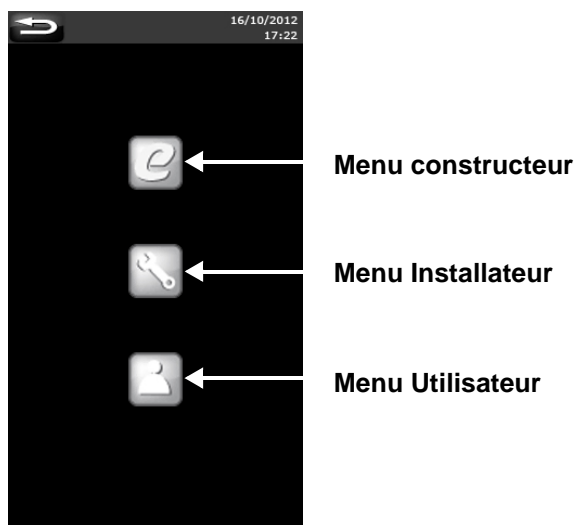 16/10/2012
17:22
e
Menu constructeur
Menu Installateur
Menu Utilisateur